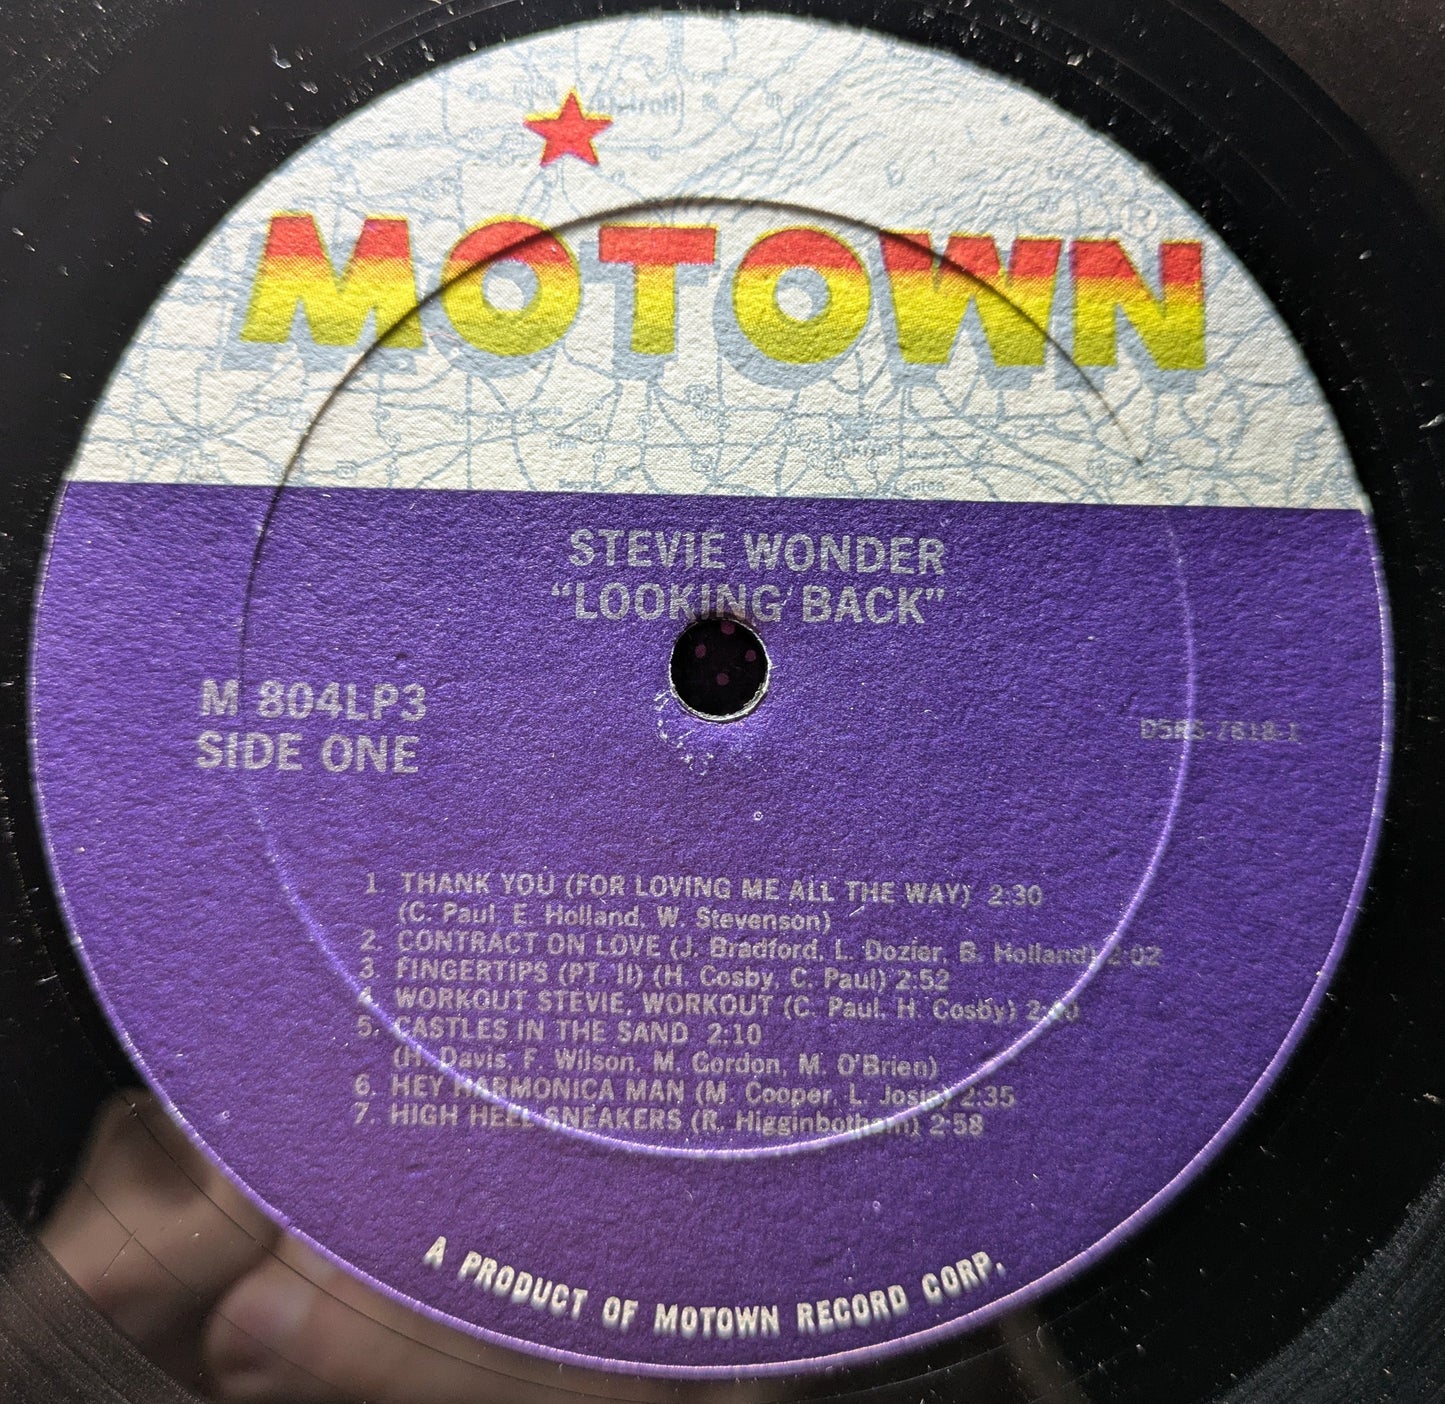 MOTOWN
STEVIE WONDER
“LOOKING BACK”
M 804LP3
SIDE ONE
1. THANK YOU (FOR LOVING ME ALL THE WAY) 2:30
(C. Paul, E. Holland, W. Stevenson)
2. CONTRACT ON LOVE (J. Bradford, L. Dozier, B. Holland) 2:02
3. FINGERTIPS (PT. II) (H. Cosby, C. Paul) 2:52
4. WORKOUT STEVIE, WORKOUT (C. Paul, H. Cosby)
5. CASTLES IN THE SAND 2:10
(H. Davis, F. Wilson, M. Gordon, M. O'Brien)
6. HEY HARMONICA MAN (M. Cooper, L. Josie) 2:35
7. HIGH HEEL SNEAKERS (R. Higginbotham) 2:58
A PRODUCT OF MOTOWN RECORD CORP.